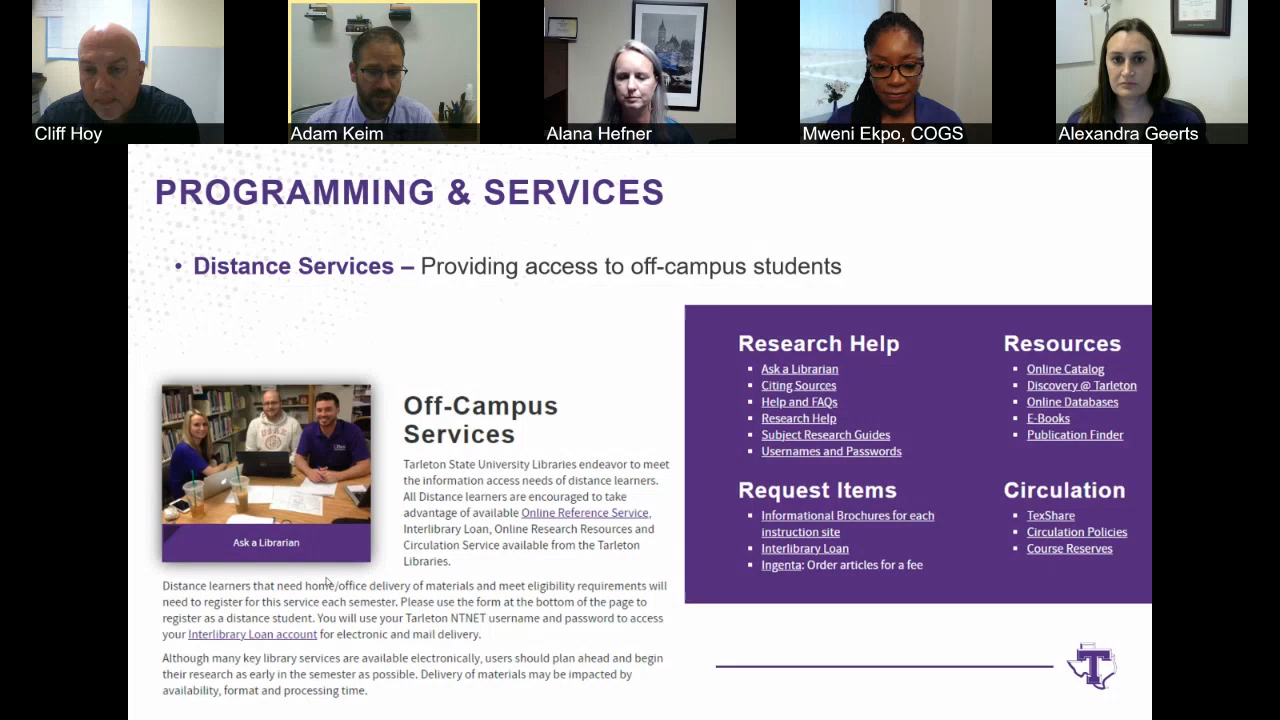 Cliff Hoy
Adam Keim
Alana Hefner
Mweni Ekpo, COGS
Alexandra Geerts
PROGRAMMING & SERVICES
• Distance Services – Providing access to off-campus students
Ask a Librarian
Off-Campus
Services
Tarleton State University Libraries endeavor to meet
the information access needs of distance learners.
All Distance learners are encouraged to take
advantage of available Online Reference Service,
Interlibrary Loan, Online Research Resources and
Circulation Service available from the Tarleton
Libraries.
Distance learners that need home/office delivery of materials and meet eligibility requirements will
need to register for this service each semester. Please use the form at the bottom of the page to
register as a distance student. You will use your Tarleton NTNET username and password to access
your Interlibrary Loan account for electronic and mail delivery.
Although many key library services are available electronically, users should plan ahead and begin
their research as early in the semester as possible. Delivery of materials may be impacted by
availability, format and processing time.
Research Help
Ask a Librarian
Citing Sources
Help and FAQs
Research Help
Subject Research Guides
Usernames and Passwords
Request Items
Informational Brochures for each
instruction site
Interlibrary Loan
Ingenta: Order articles for a fee
Resources
Online Catalog
Discovery @ Tarleton
Online Databases
E-Books
Publication Finder
Circulation
TexShare
Circulation Policies
Course Reserves
T